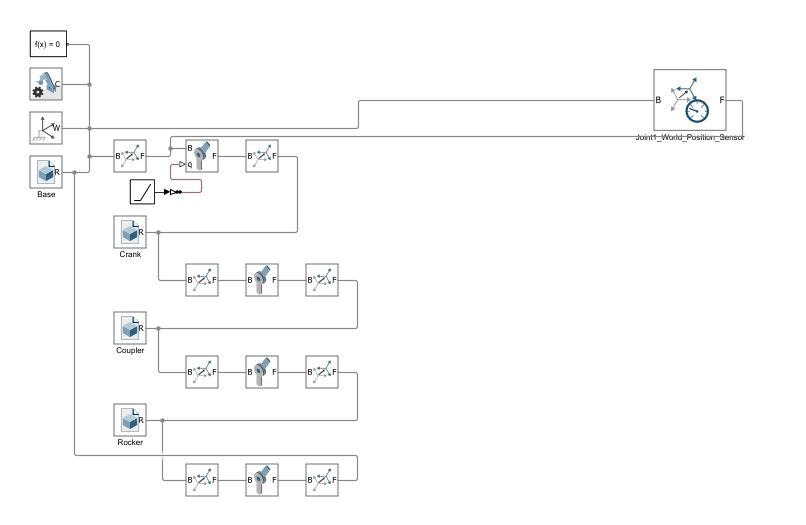 f(x) = 0
C
W
R
Base
B F
B
q F
B F
B F
Joint1_World_Position_Sensor
R
Crank
B F
B F
B F
R
Coupler
B F
B F
B F
R
Rocker
B F
B F
B F